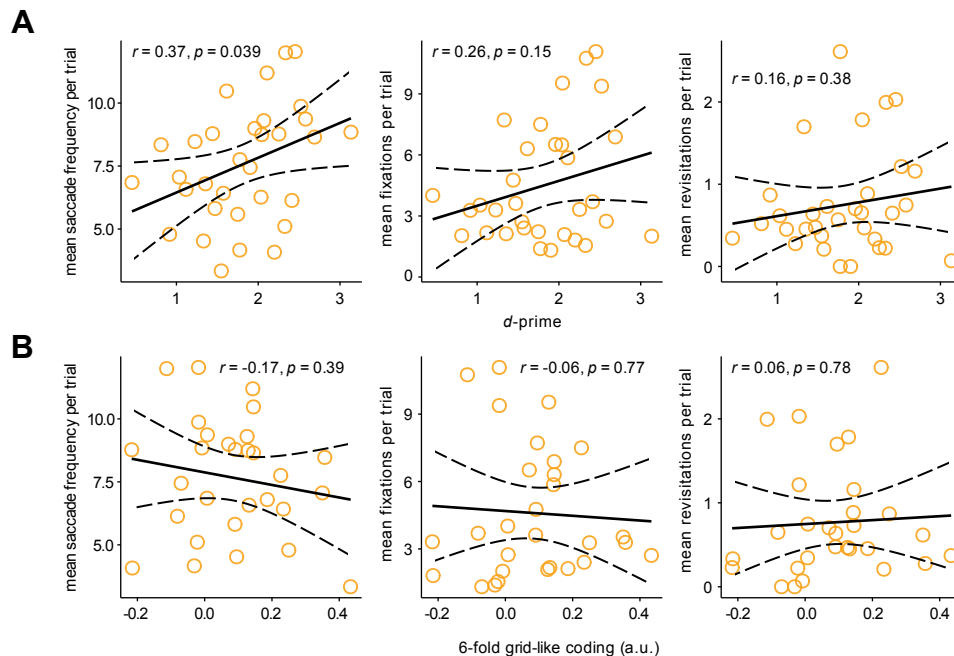 A
mean saccade frequency per trial
10.0
7.5
5.0
r = 0.37, p = 0.039
1 2 3
mean fixations per trial
9
6
3
0
r = 0.26, p = 0.15
1 2 3
mean revisitations per trial
2
1
0
r = 0.16, p = 0.38
1 2 3
d-prime
B
mean saccade frequency per trial
10.0
7.5
5.0
r = -0.17, p = 0.39
-0.2 0.0 0.2 0.4
mean fixations per trial
9
6
3
r = -0.06, p = 0.77
-0.2 0.0 0.2 0.4
mean revisitations per trial
2
1
0
r = 0.06, p = 0.78
-0.2 0.0 0.2 0.4
6-fold grid-like coding (a.u.)